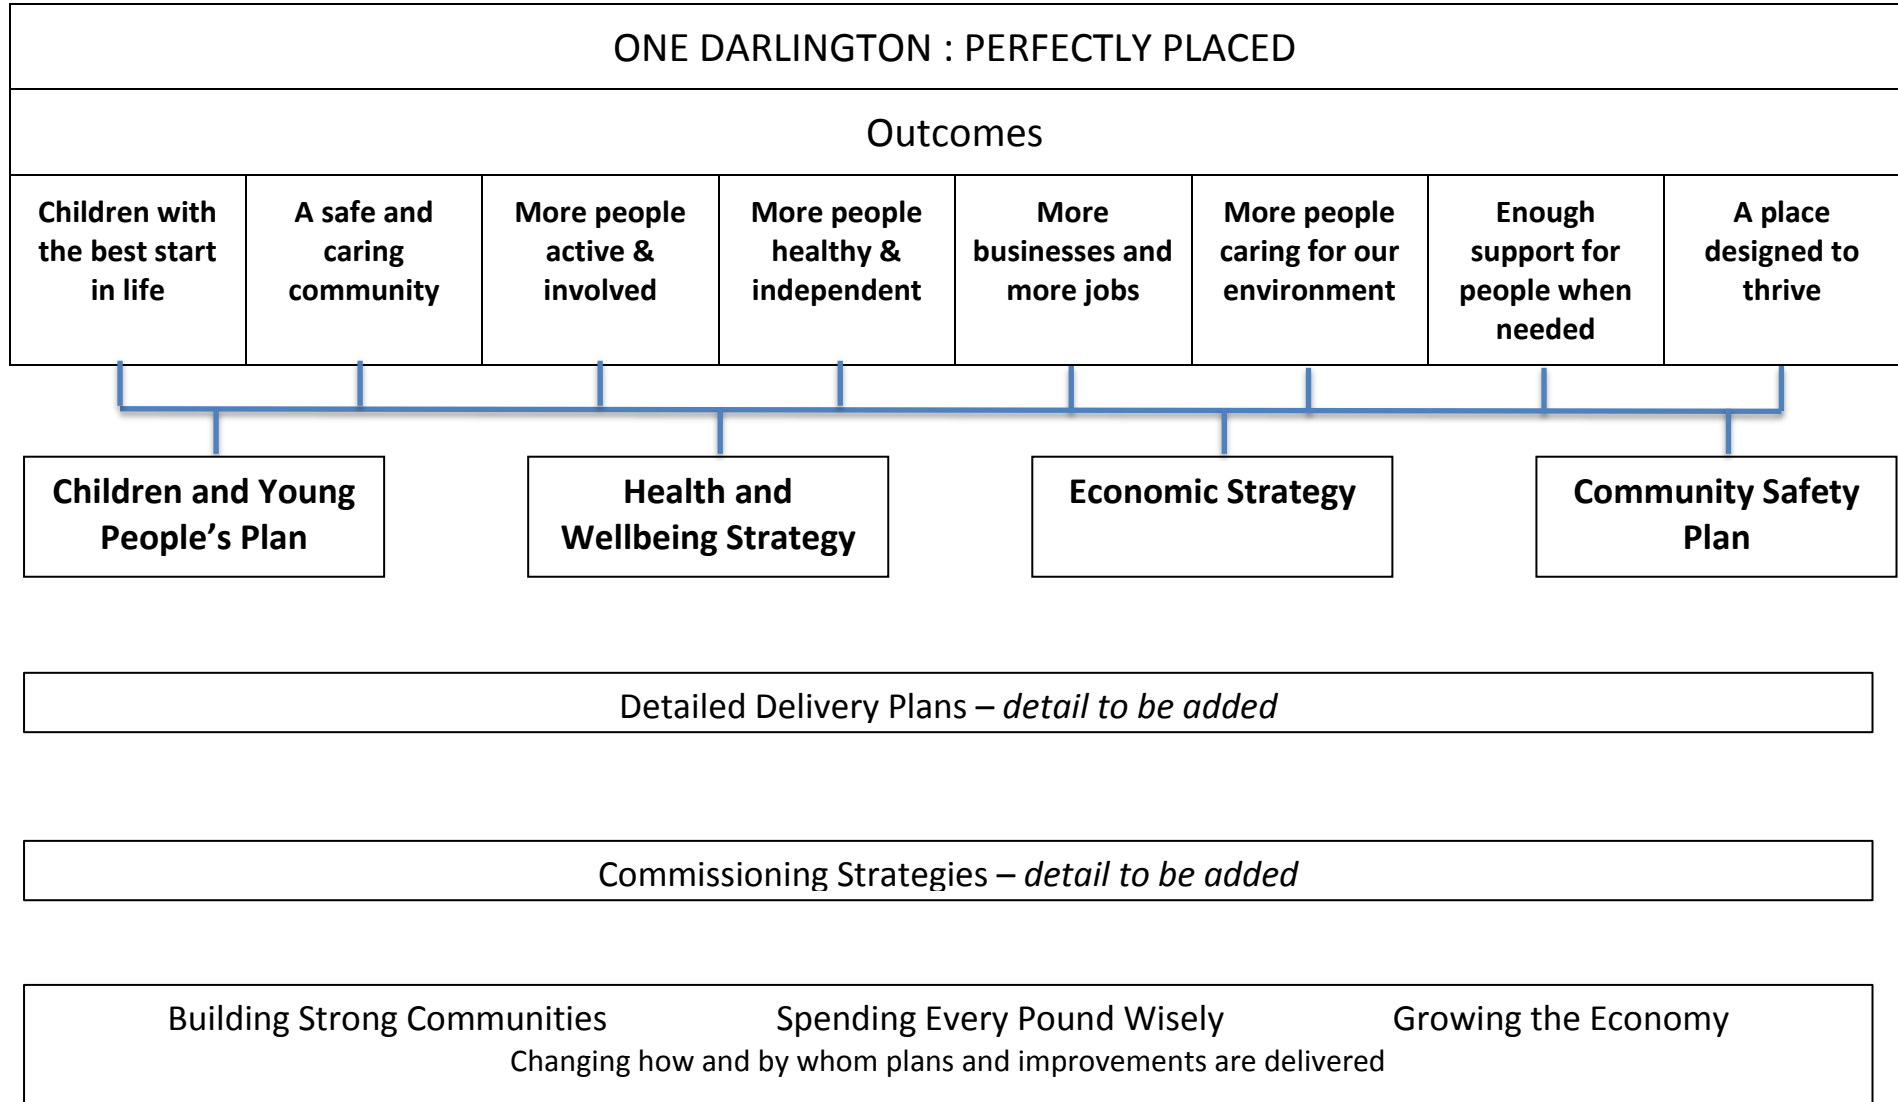 ONE DARLINGTON : PERFECTLY PLACED
Outcomes
Children with
the best start
in life
A safe and
caring
community
More people
active &
involved
More people
healthy &
independent
More
businesses and
more jobs
More people
caring for our
environment
Enough
support for
people when
needed
A place
designed to
thrive
Children and Young
People’s Plan
Health and
Wellbeing Strategy
Economic Strategy
Community Safety
Plan
Detailed Delivery Plans – detail to be added
Commissioning Strategies – detail to be added
Building Strong Communities Spending Every Pound Wisely Growing the Economy
Changing how and by whom plans and improvements are delivered